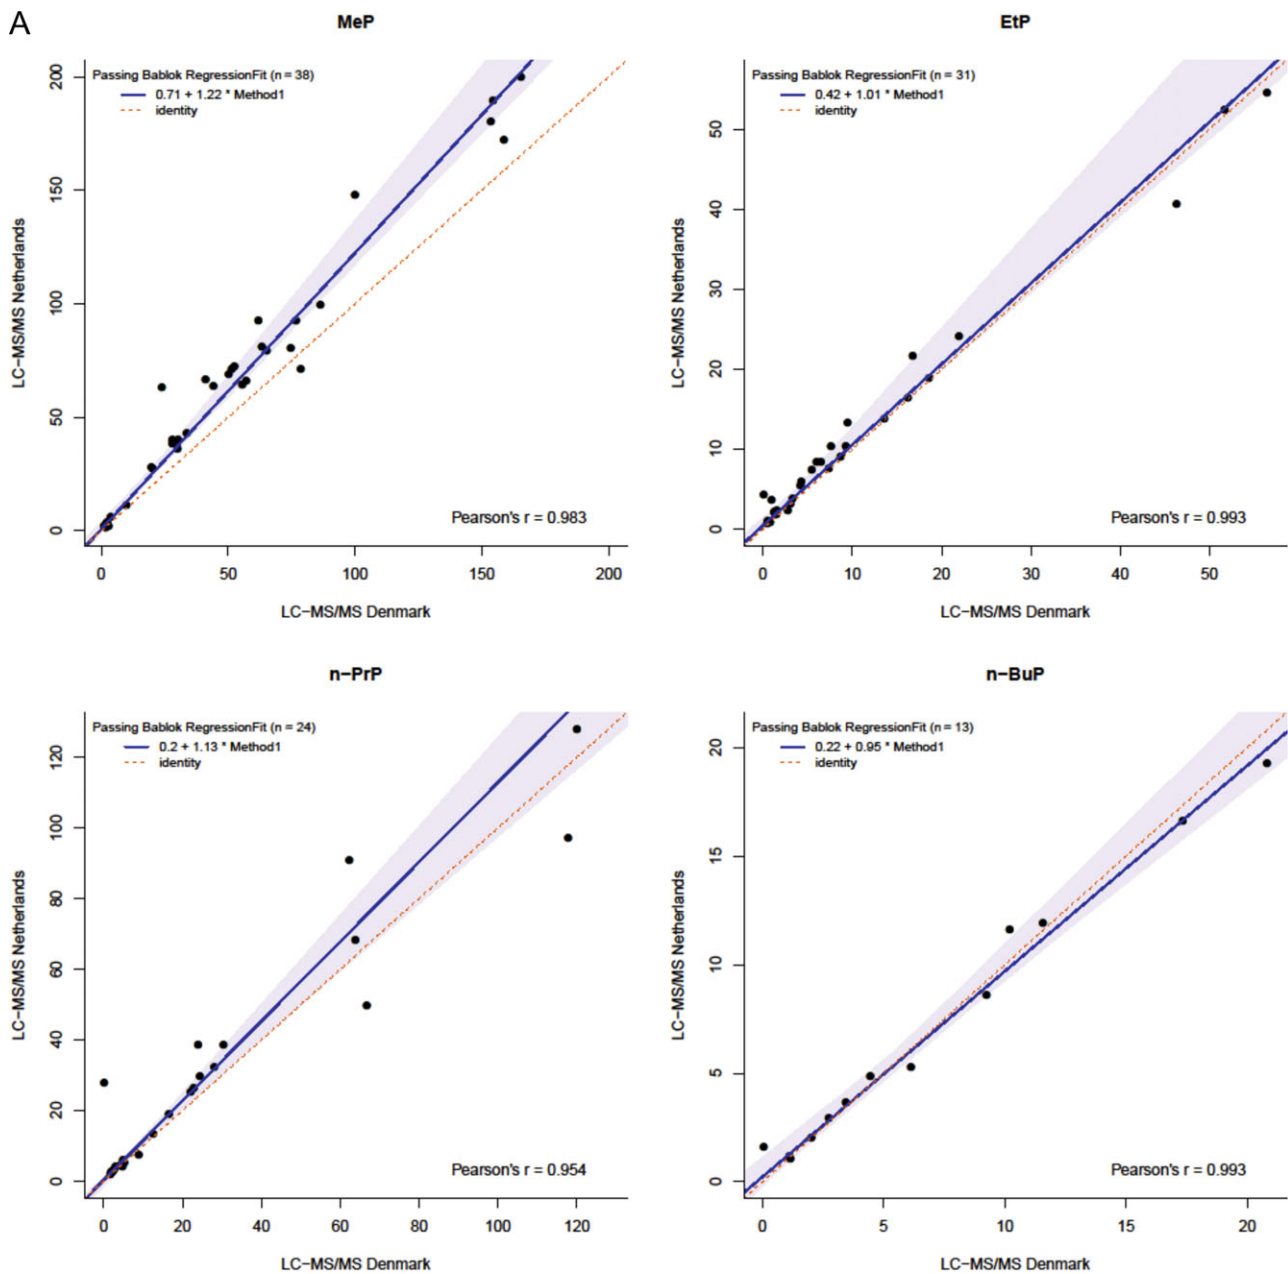 A
MeP
Passing Bablok RegressionFit (n = 38)
0.71 + 1.22 * Method1
identity
200
150
100
50
0
LC−MS/MS Netherlands
Pearson's r = 0.983
0 50 100 150 200
LC−MS/MS Denmark
EtP
Passing Bablok RegressionFit (n = 31)
0.42 + 1.01 * Method1
identity
50
40
30
20
10
0
LC−MS/MS Netherlands
Pearson's r = 0.993
0 10 20 30 40 50
LC−MS/MS Denmark
n−PrP
Passing Bablok RegressionFit (n = 24)
0.2 + 1.13 * Method1
identity
120
100
80
60
40
20
0
LC−MS/MS Netherlands
Pearson's r = 0.954
0 20 40 60 80 100 120
LC−MS/MS Denmark
n−BuP
Passing Bablok RegressionFit (n = 13)
0.22 + 0.95 * Method1
identity
20
15
10
5
0
LC−MS/MS Netherlands
Pearson's r = 0.993
0 5 10 15 20
LC−MS/MS Denmark